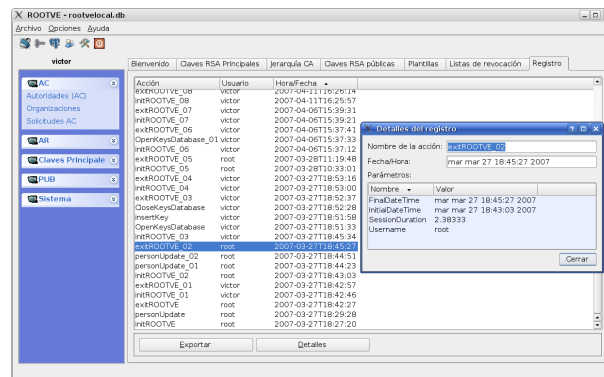 ROOTVE - rootvelocal.db
Archivo Opciones Ayuda
victor
Bienvenido Claves RSA Principales Jerarquía CA Claves RSA públicas Plantillas Listas de revocación Registro
AC
Autoridades (AC)
Organizaciones
Solicitudes AC
AR
Claves Principale
PUB
Sistema
Acción Usuario Hora/Fecha
exitROOTVE_08 victor 2007-04-11T16:26:14
initROOTVE_08 victor 2007-04-11T16:25:57
exitROOTVE_07 victor 2007-04-06T15:39:31
initROOTVE_07 victor 2007-04-06T15:39:21
exitROOTVE_06 victor 2007-04-06T15:37:41
OpenKeysDatabase_01 victor 2007-04-06T15:37:33
initROOTVE_06 victor 2007-04-06T15:37:12
exitROOTVE_05 root 2007-03-28T11:19:48
initROOTVE_05 root 2007-03-28T10:33:01
exitROOTVE_04 victor 2007-03-27T18:53:16
initROOTVE_04 victor 2007-03-27T18:53:00
exitROOTVE_03 victor 2007-03-27T18:52:37
CloseKeysDatabase victor 2007-03-27T18:52:28
insertKey victor 2007-03-27T18:51:58
OpenKeysDatabase victor 2007-03-27T18:51:33
initROOTVE_03 victor 2007-03-27T18:45:34
exitROOTVE_02 root 2007-03-27T18:45:27
personUpdate_02 root 2007-03-27T18:44:51
personUpdate_01 root 2007-03-27T18:44:23
initROOTVE_02 root 2007-03-27T18:43:03
exitROOTVE_01 victor 2007-03-27T18:42:57
initROOTVE_01 victor 2007-03-27T18:42:46
exitROOTVE root 2007-03-27T18:42:27
personUpdate root 2007-03-27T18:29:28
initROOTVE root 2007-03-27T18:27:20
Exportar Detalles
Detalles del registro
Nombre de la acción: exitROOTVE_02
Fecha/Hora: mar mar 27 18:45:27 2007
Parámetros:
Nombre Valor
FinalDateTime mar mar 27 18:45:27 2007
InitialDateTime mar mar 27 18:43:03 2007
SessionDuration 2.38333
Username root
Cerrar